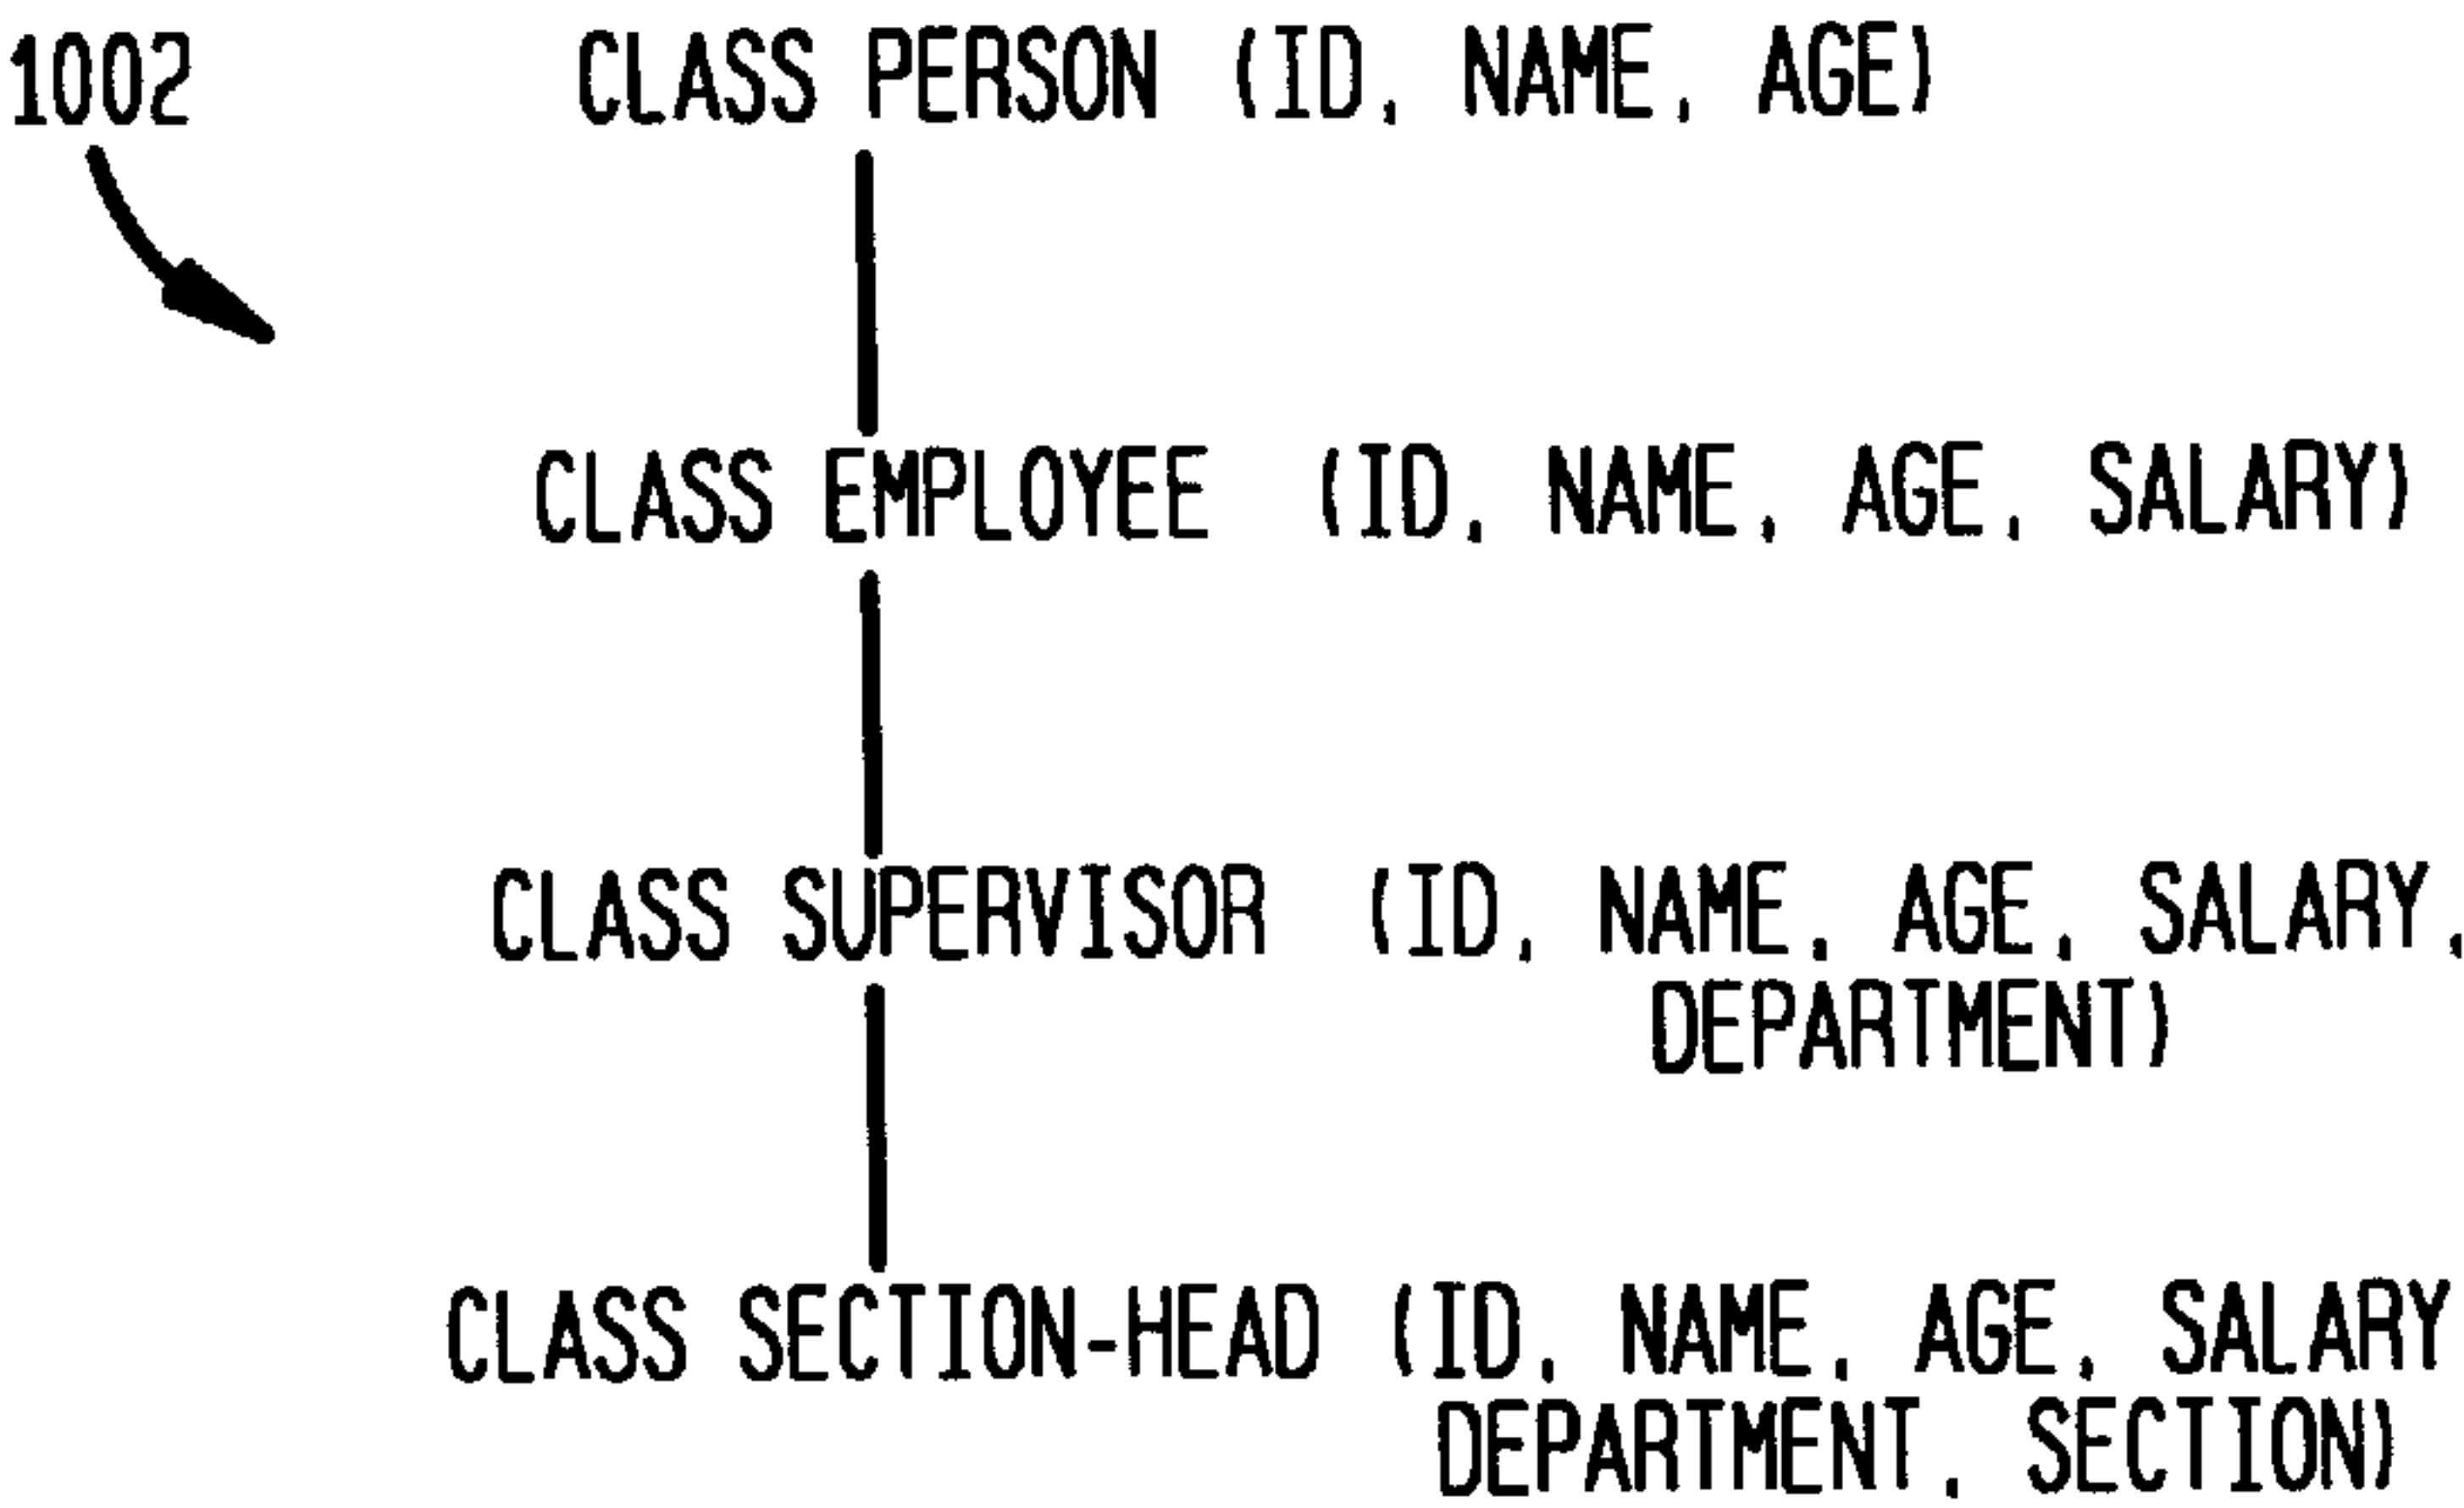 1002
CLASS PERSON (ID, NAME, AGE)
CLASS EMPLOYEE (ID, NAME, AGE, SALARY)
CLASS SUPERVISOR (ID, NAME, AGE, SALARY,
DEPARTMENT)
CLASS SECTION-HEAD (ID, NAME, AGE, SALARY
DEPARTMENT, SECTION)